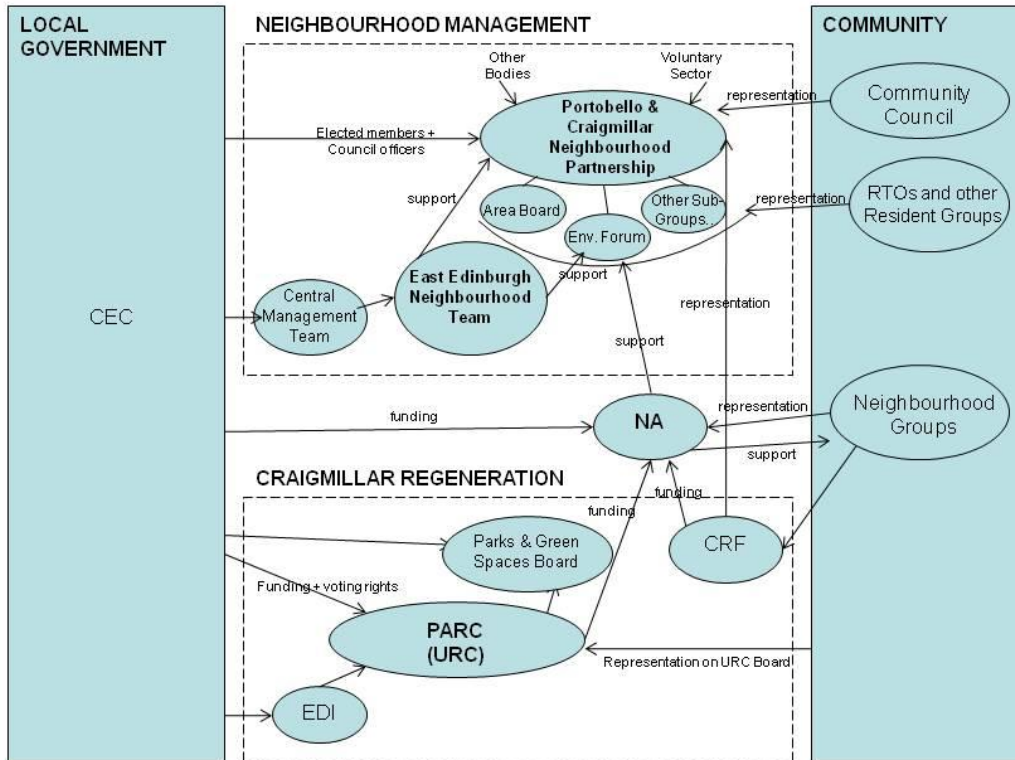 LOCAL
GOVERNMENT
CEC
NEIGHBOURHOOD MANAGEMENT
Other
Bodies
Voluntary
Sector
Portobello &
Craigmillar
Neighbourhood
Partnership
Elected members +
Council officers
support
Area Board
Env. Forum
Other Sub-
Groups...
support
East Edinburgh
Neighbourhood
Team
Central
Management
Team
representation
representation
representation
support
funding
NA
representation
support
CRAIGMILLAR REGENERATION
funding
funding
Parks & Green
Spaces Board
CRF
Funding + voting rights
PARC
(URC)
Representation on URC Board
EDI
COMMUNITY
Community
Council
RTOs and other
Resident Groups
Neighbourhood
Groups